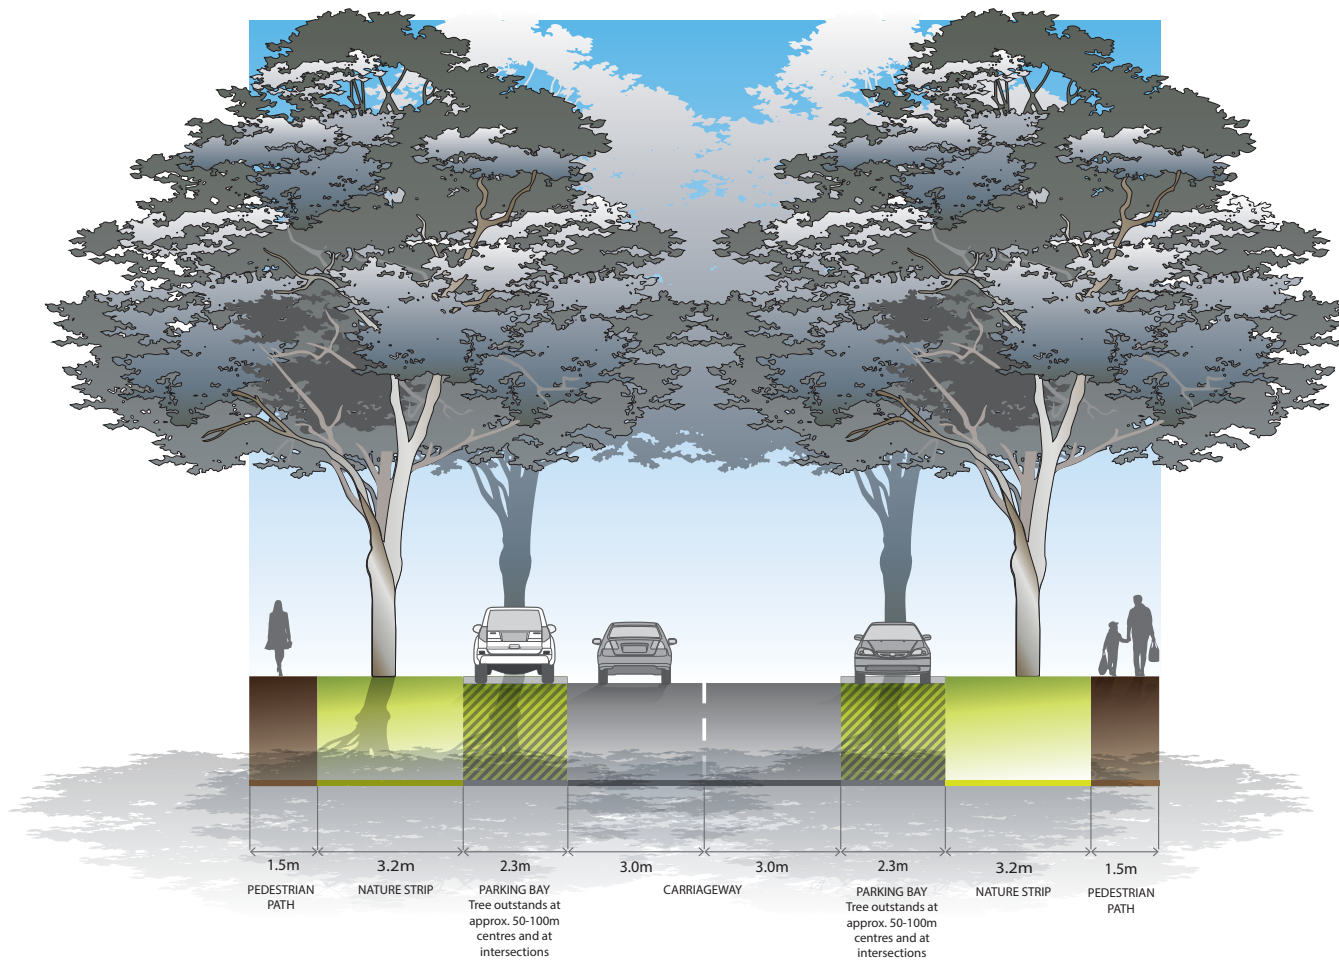 1.5m
3.2m
2.3m
3.0m
3.0m
2.3m
3.2m
1.5m
PEDESTRIAN
PATH
NATURE STRIP
PARKING BAY
Tree outstands at
approx. 50-100m
centres and at
intersections
CARRIAGEWAY
PARKING BAY
Tree outstands at
approx. 50-100m
centres and at
intersections
NATURE STRIP
PEDESTRIAN
PATH